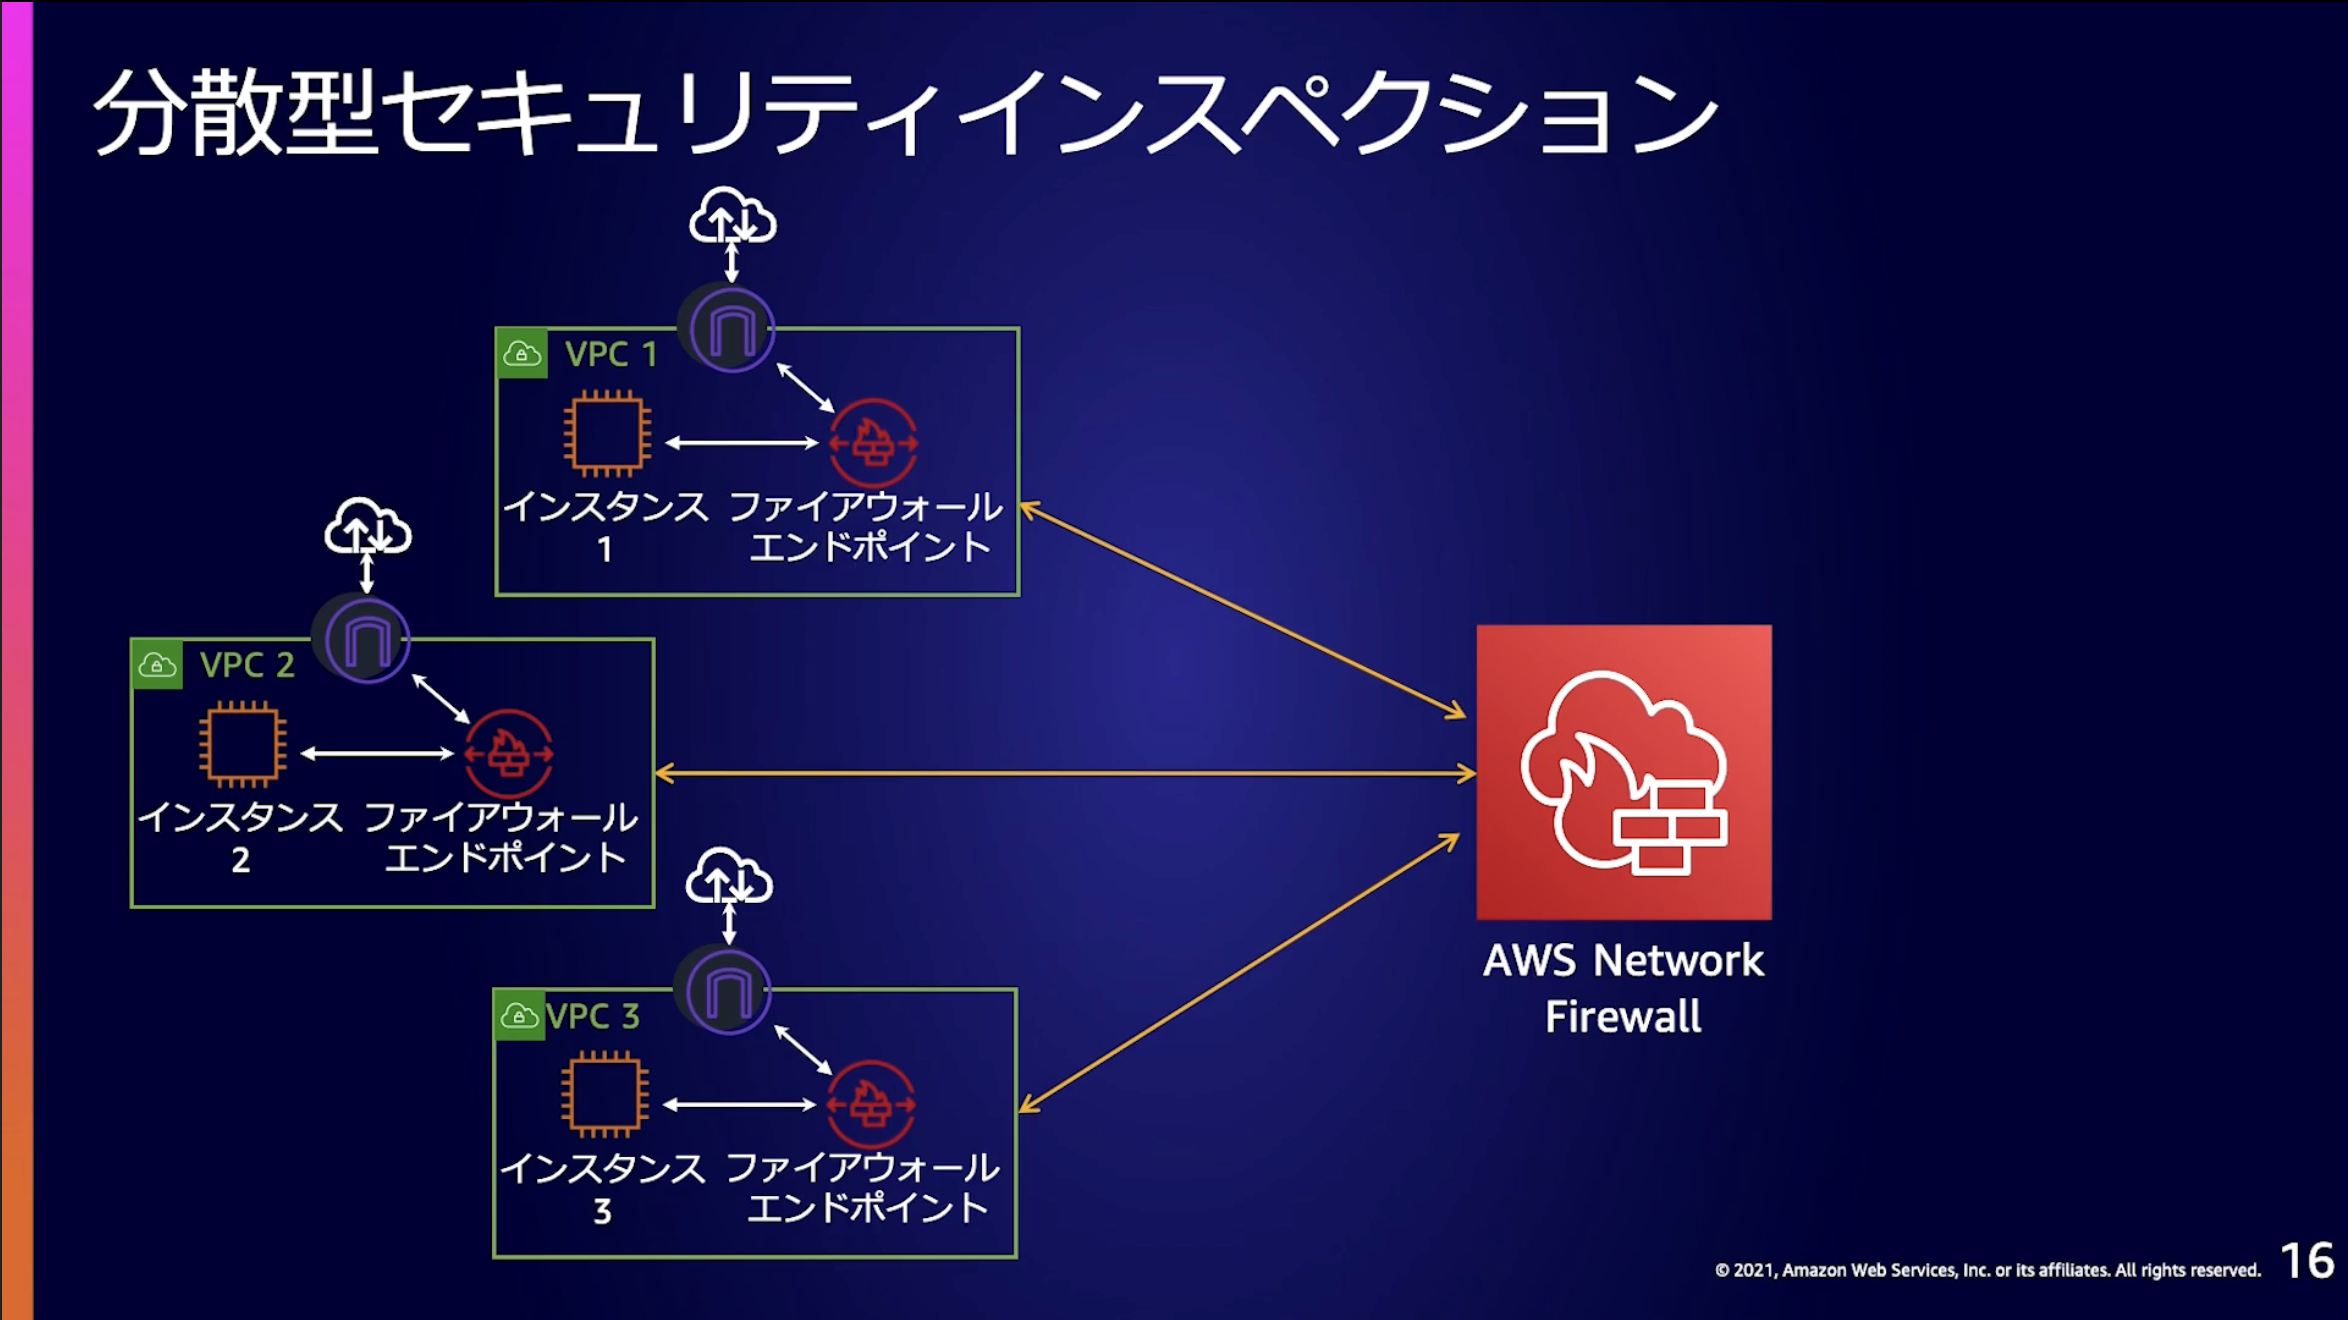 分散型セキュリティインスペクション
VPC 1
インスタンス
1
ファイアウォール
エンドポイント
VPC 2
インスタンス
2
ファイアウォール
エンドポイント
VPC 3
インスタンス
3
ファイアウォール
エンドポイント
AWS Network
Firewall
© 2021, Amazon Web Services, Inc. or its affiliates. All rights reserved.
16